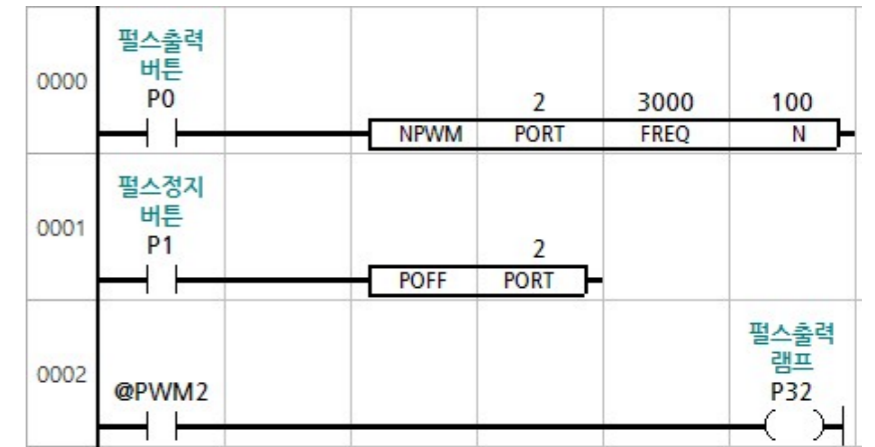 펄스출력
버튼
0000
P0
2 3000 100
NPWM PORT FREQ N
펄스정지
버튼
0001
P1
2
POFF PORT
펄스출력
램프
0002
@PWM2 P32